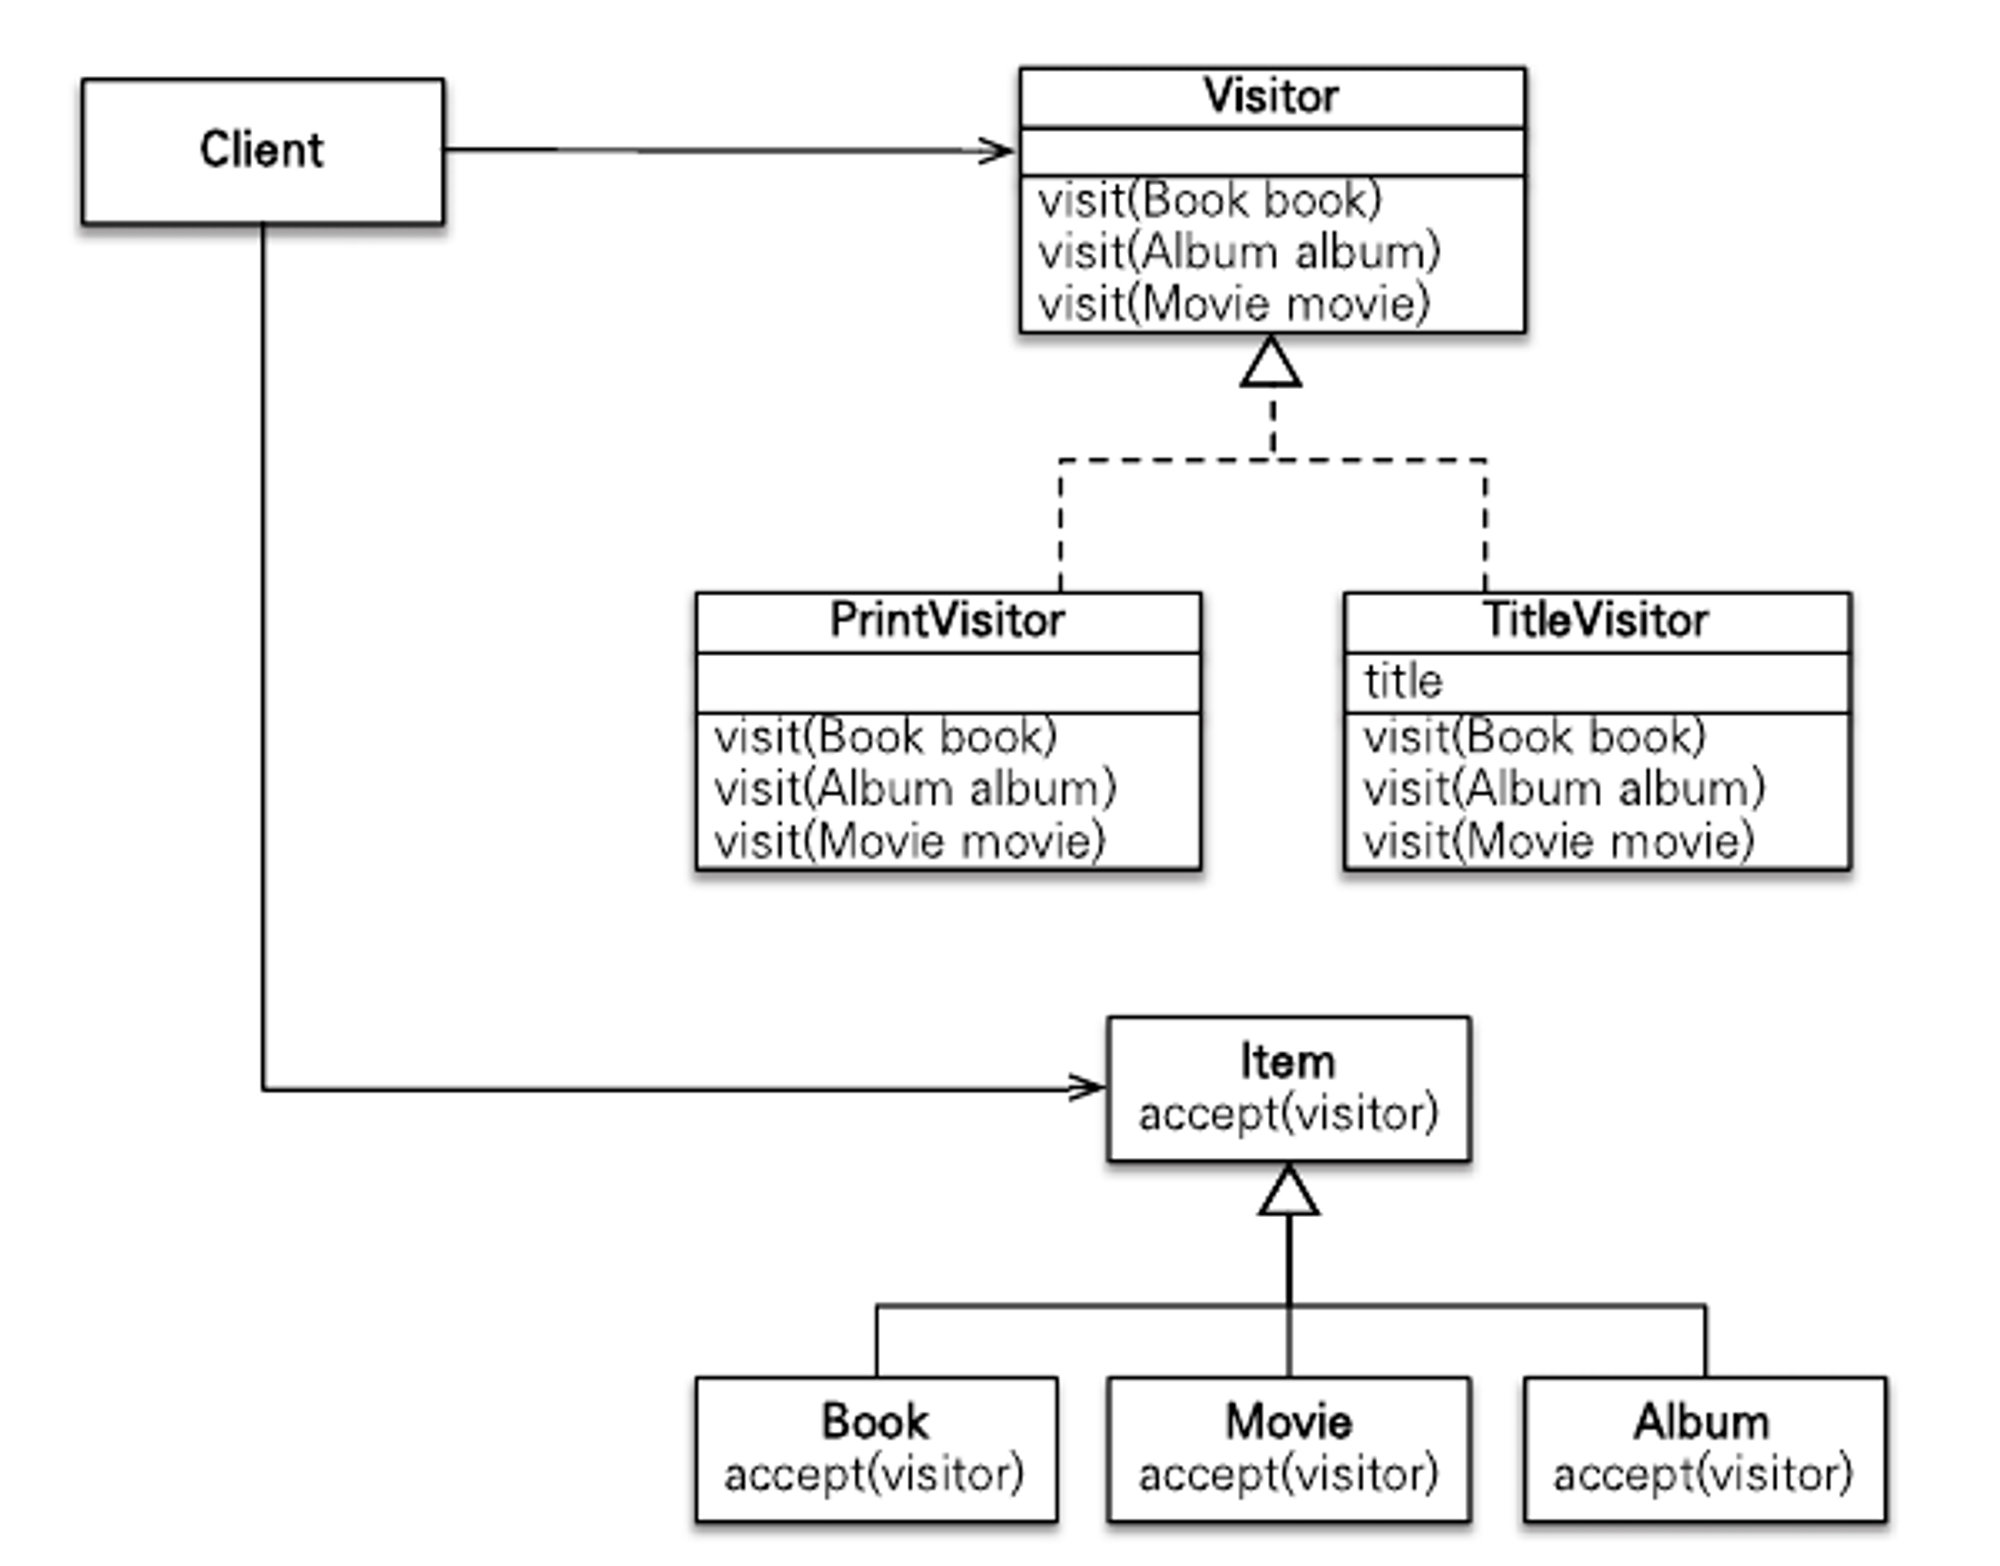 Client
Visitor
visit(Book book)
visit(Album album)
visit(Movie movie)
PrintVisitor
visit(Book book)
visit(Album album)
visit(Movie movie)
TitleVisitor
title
visit(Book book)
visit(Album album)
visit(Movie movie)
Item
accept(visitor)
Book
accept(visitor)
Movie
accept(visitor)
Album
accept(visitor)